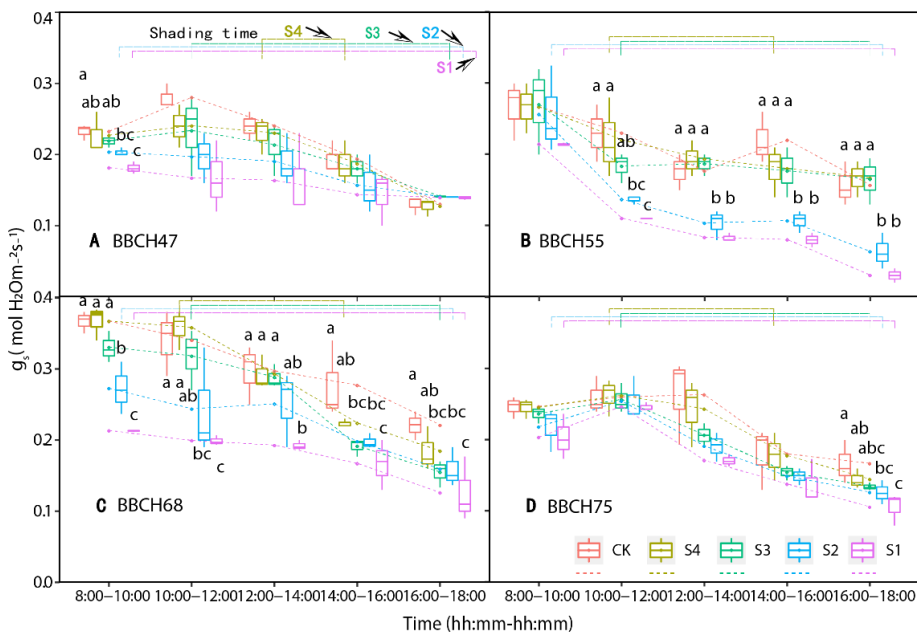 0.4
Shading time S4 S3 S2
S1
a
ab ab
bc
c
0.3
0.2
0.1
A BBCH47
a a
ab
bc
c
a a a
b b
a a a
b b
a a a
b b
B BBCH55
gs( mol H₂Om⁻²s⁻¹)
0.4
a a a
b
c
a a
ab
bc
c
a a a
ab
b
a
ab
bc bc
c
a
ab
bc bc
c
0.3
0.2
0.1
0.0
C BBCH68
a
ab
abc
bc
c
D BBCH75
CK S4 S3 S2 S1
8:00−10:00 10:00−12:00 12:00−14:00 14:00−16:00 16:00−18:00 8:00−10:00 10:00−12:00 12:00−14:00 14:00−16:00 16:00−18:00
Time (hh:mm-hh:mm)